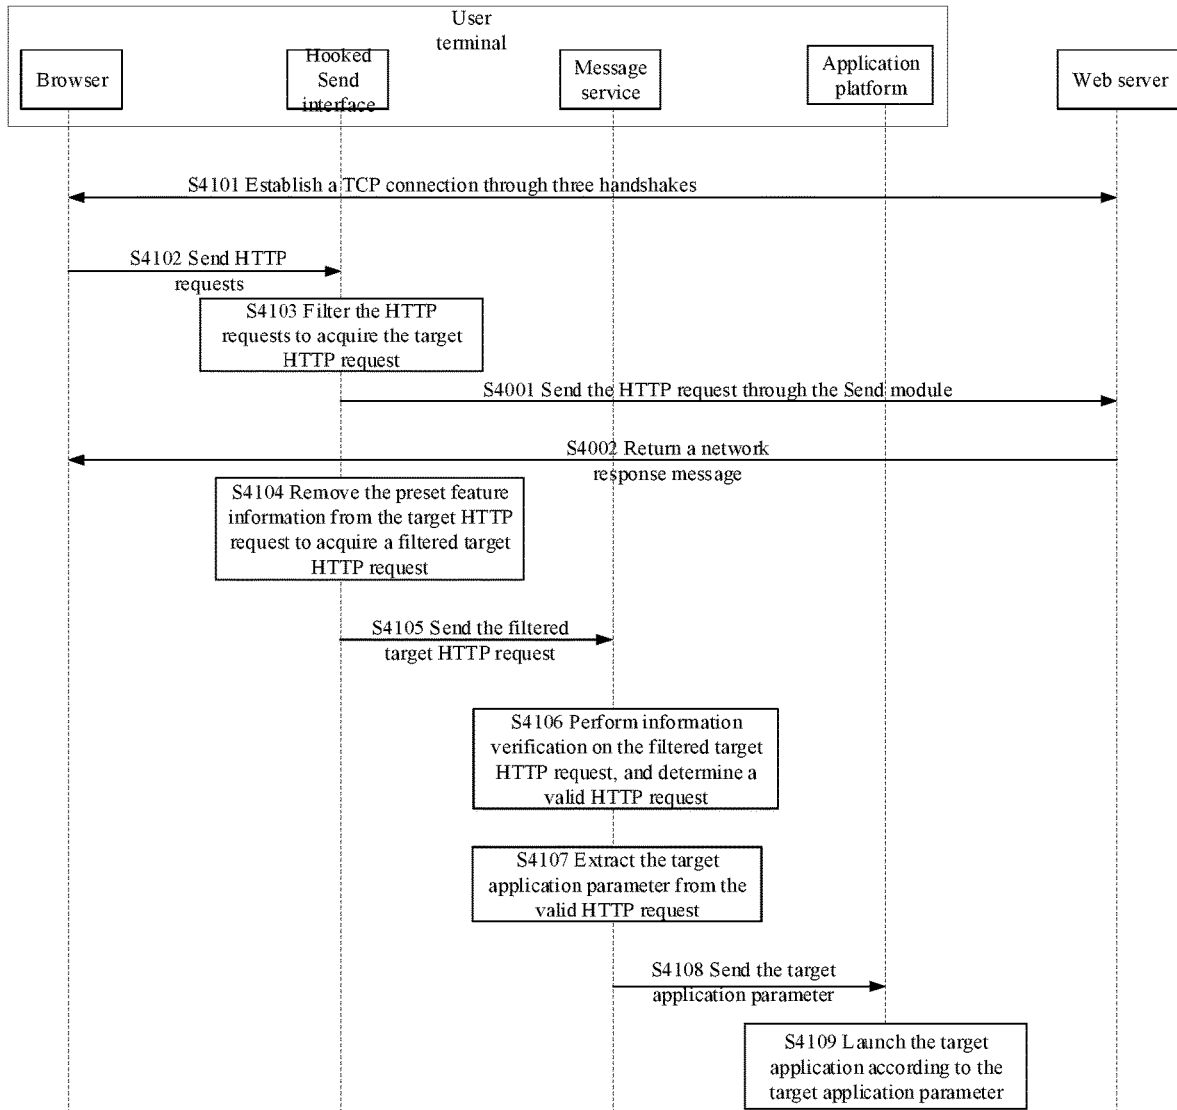 User
terminal
Browser
Hooked
Send
interface
Message
service
Application
platform
Web server
S4101 Establish a TCP connection through three handshakes
S4102 Send HTTP
requests
S4103 Filter the HTTP
requests to acquire the target
HTTP request
S4001 Send the HTTP request through the Send module
S4002 Return a network
response message
S4104 Remove the preset feature
information from the target HTTP
request to acquire a filtered target
HTTP request
S4105 Send the filtered
target HTTP request
S4106 Perform information
verification on the filtered target
HTTP request, and determine a
valid HTTP request
S4107 Extract the target
application parameter from the
valid HTTP request
S4108 Send the target
application parameter
S4109 Launch the target
application according to the
target application parameter